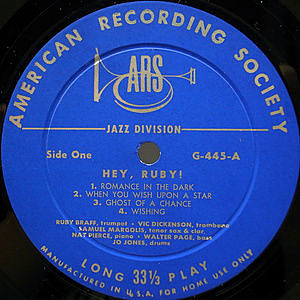 AMERICAN RECORDING SOCIETY
ARS
JAZZ DIVISION
Side One
G-445-A
HEY, RUBY!
1. ROMANCE IN THE DARK
2. WHEN YOU WISH UPON A STAR
3. GHOST OF A CHANCE
4. WISHING
RUBY BRAFF, trumpet • VIC DICKENSON, trombone
SAMUEL MARGOLIS, tenor sax & clar.
NAT PIERCE, piano • WALTER PAGE, bass
JO JONES, drums
LONG 33⅓ PLAY
MANUFACTURED IN U.S.A. FOR HOME USE ONLY